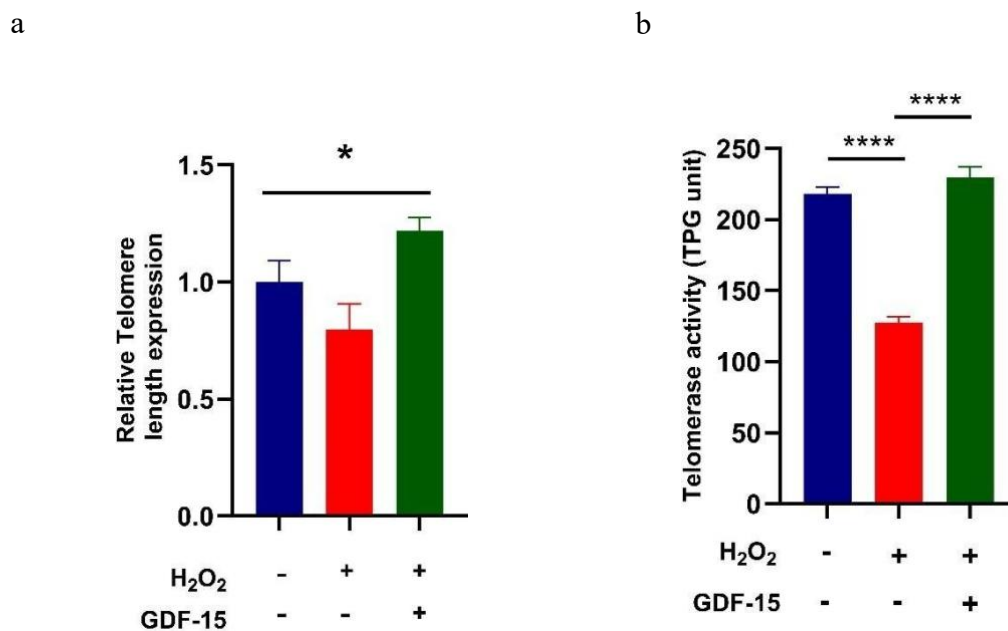 a
b
*
Relative Telomere
length expression
1.5
1.0
0.5
0.0
H₂O₂ - + +
GDF-15 - - +
****
****
Telomerase activity (TPG unit)
250
200
150
100
50
0
H₂O₂ - + +
GDF-15 - - +